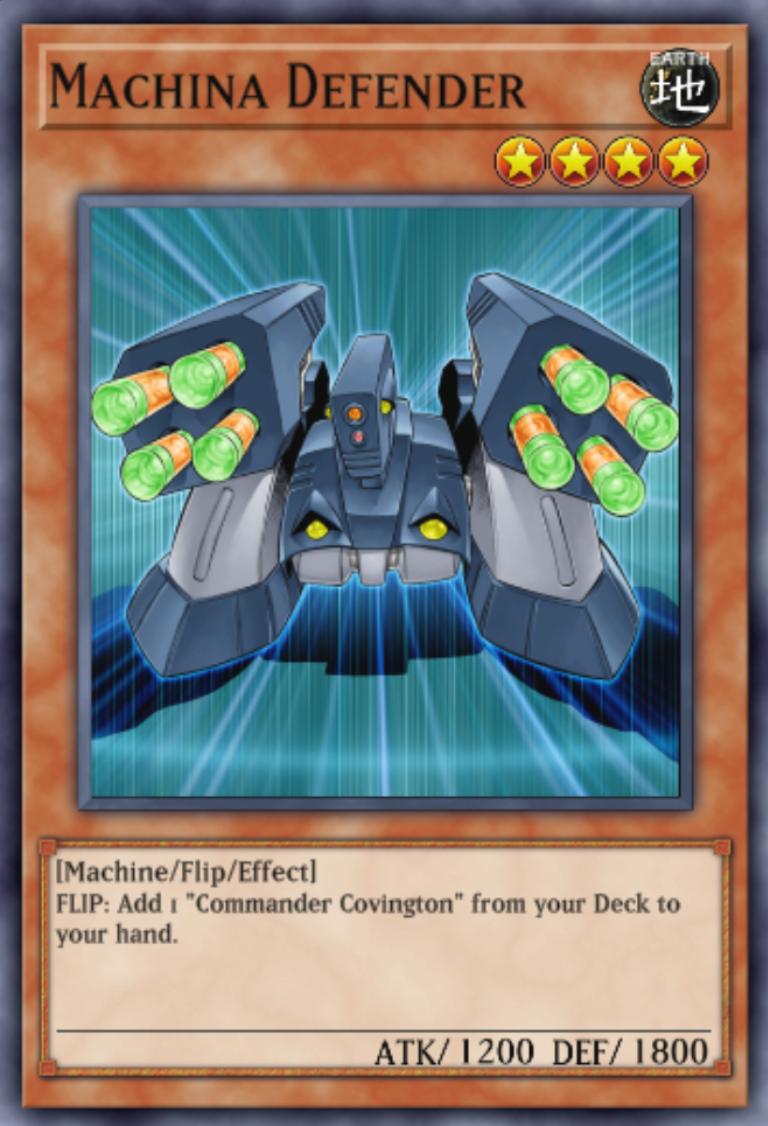 MACHINA DEFENDER
EARTH
地
[Machine/Flip/Effect]
FLIP: Add 1 "Commander Covington" from your Deck to
your hand.
ATK/ 1200 DEF/ 1800